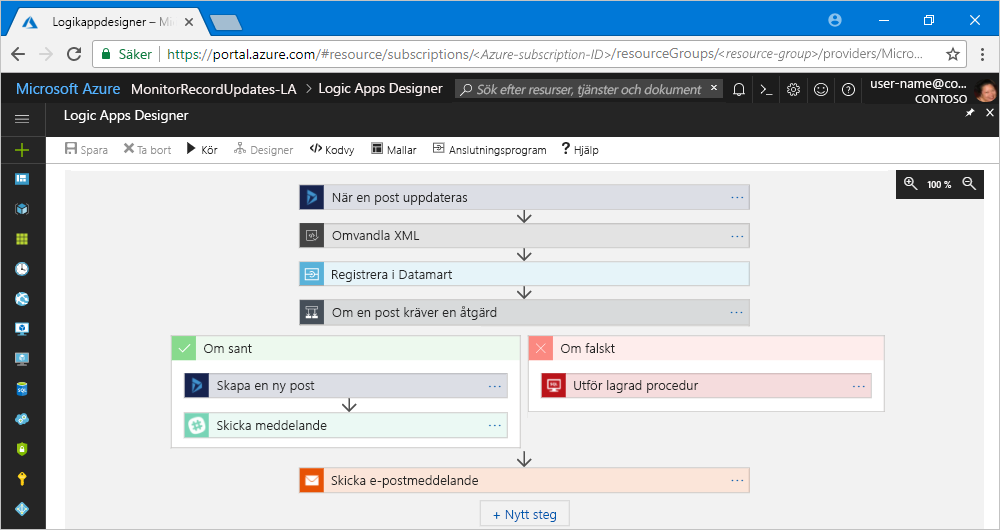 Logikappdesigner – Mi
Säker https://portal.azure.com/#resource/subscriptions/<Azure-subscription-ID>/resourceGroups/<resource-group>/providers/Micro...
Microsoft Azure MonitorRecordUpdates-LA > Logic Apps Designer Sök efter resurser, tjänster och dokument user-name@co...
CONTOSO
Logic Apps Designer
Spara Ta bort Kör Designer Kodvy Mallar Anslutningsprogram Hjälp
100 %
När en post uppdateras
Omvandla XML
Registrera i Datamart
Om en post kräver en åtgärd
Om sant Om falskt
Skapa en ny post Utför lagrad procedur
Skicka meddelande
Skicka e-postmeddelande
+ Nytt steg